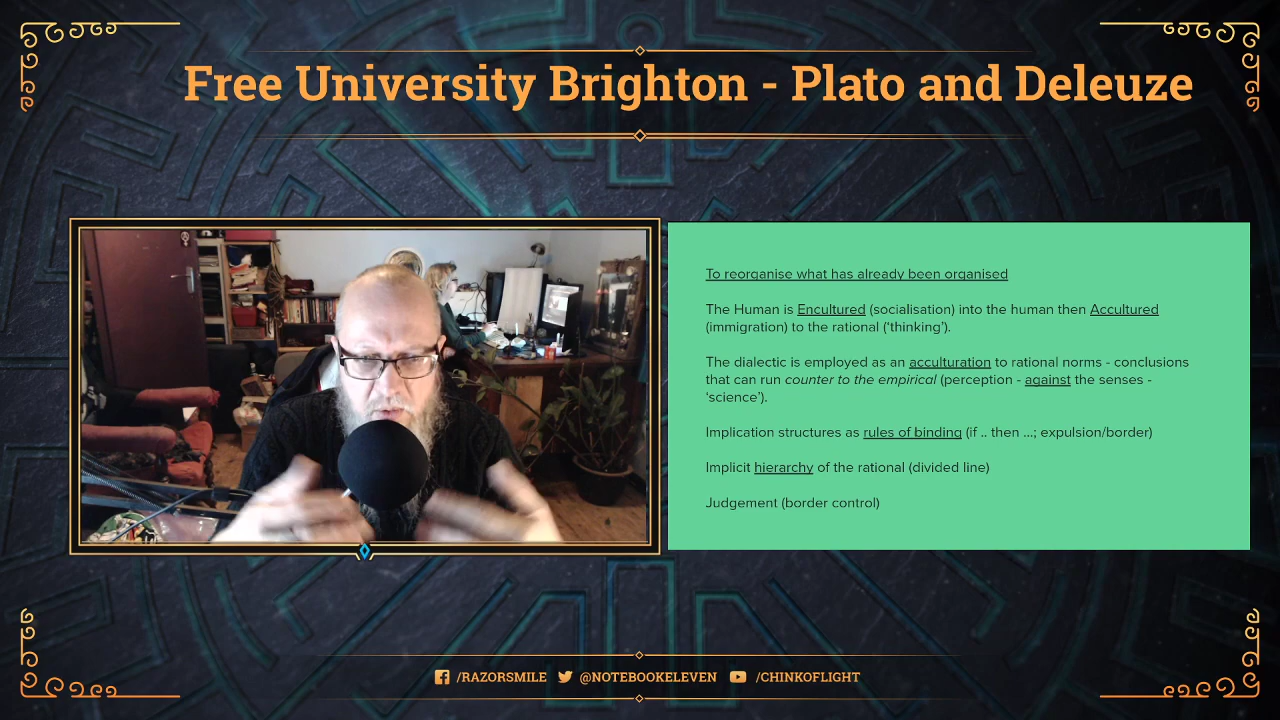 Free University Brighton - Plato and Deleuze
To reorganise what has already been organised
The Human is Encultured (socialisation) into the human then Accultured
(immigration) to the rational (‘thinking’).
The dialectic is employed as an acculturation to rational norms - conclusions
that can run counter to the empirical (perception - against the senses -
‘science’).
Implication structures as rules of binding (if .. then ...; expulsion/border)
Implicit hierarchy of the rational (divided line)
Judgement (border control)
/RAZORSMILE @NOTEBOOKELEVEN /CHINKOFLIGHT